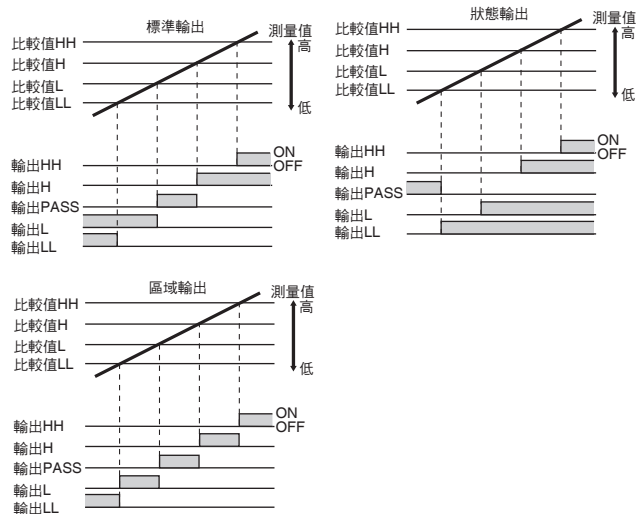 標準輸出
測量值
高
比較值HH
比較值H
比較值L
比較值LL
低
ON
OFF
輸出HH
輸出H
輸出PASS
輸出L
輸出LL
狀態輸出
測量值
高
比較值HH
比較值H
比較值L
比較值LL
低
ON
OFF
輸出HH
輸出H
輸出PASS
輸出L
輸出LL
區域輸出
測量值
高
比較值HH
比較值H
比較值L
比較值LL
低
ON
OFF
輸出HH
輸出H
輸出PASS
輸出L
輸出LL